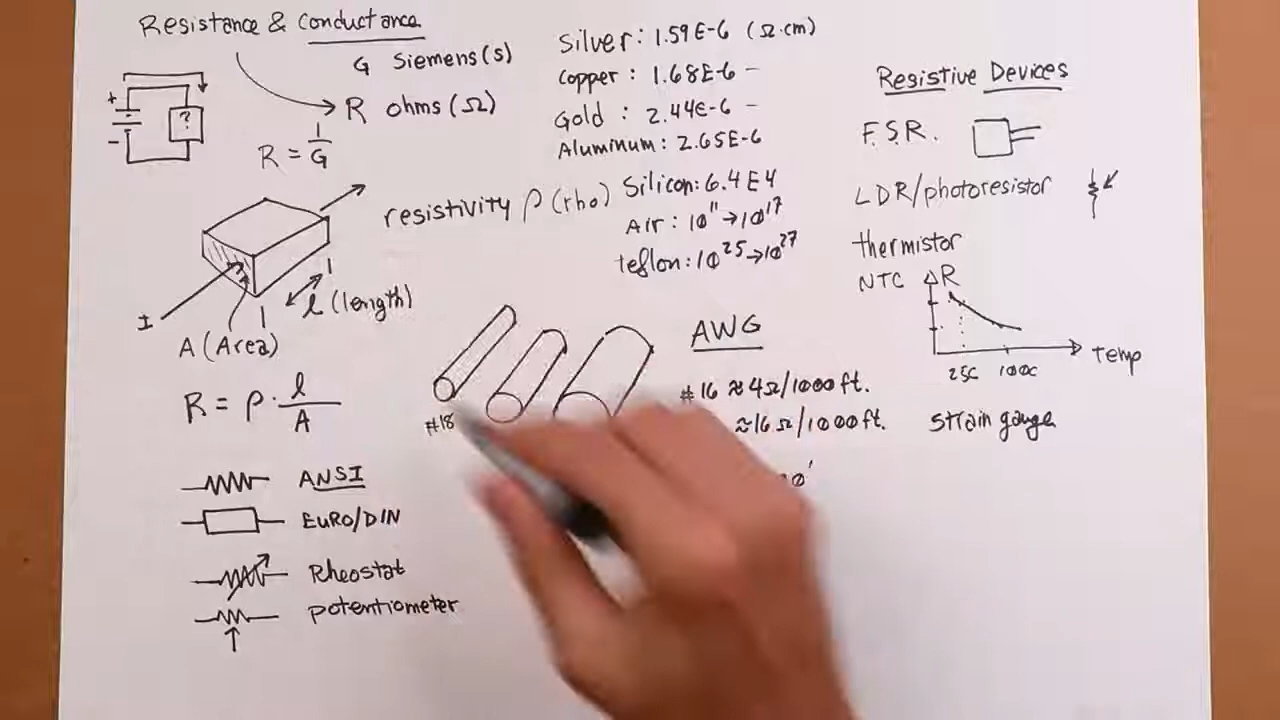 Resistance & Conductance
G Siemens (s)
R ohms (Ω)
R = 1/G
+
-
?
resistivity ρ (rho)
I
l (length)
A (Area)
R = ρ · l/A
ANSI
EURO/DIN
Rheostat
potentiometer
Silver: 1.59E-6 (Ω·cm)
Copper: 1.68E-6 -
Gold: 2.44E-6 -
Aluminum: 2.65E-6
Silicon: 6.4E4
Air: 10^11 → 10^17
teflon: 10^25 → 10^27
#18
AWG
#16 ≈ 4Ω/1000 ft.
≈16Ω/1000 ft.
Resistive Devices
F.S.R.
LDR/photoresistor
thermistor
NTC
R
Temp
25C 100C
Strain gauge